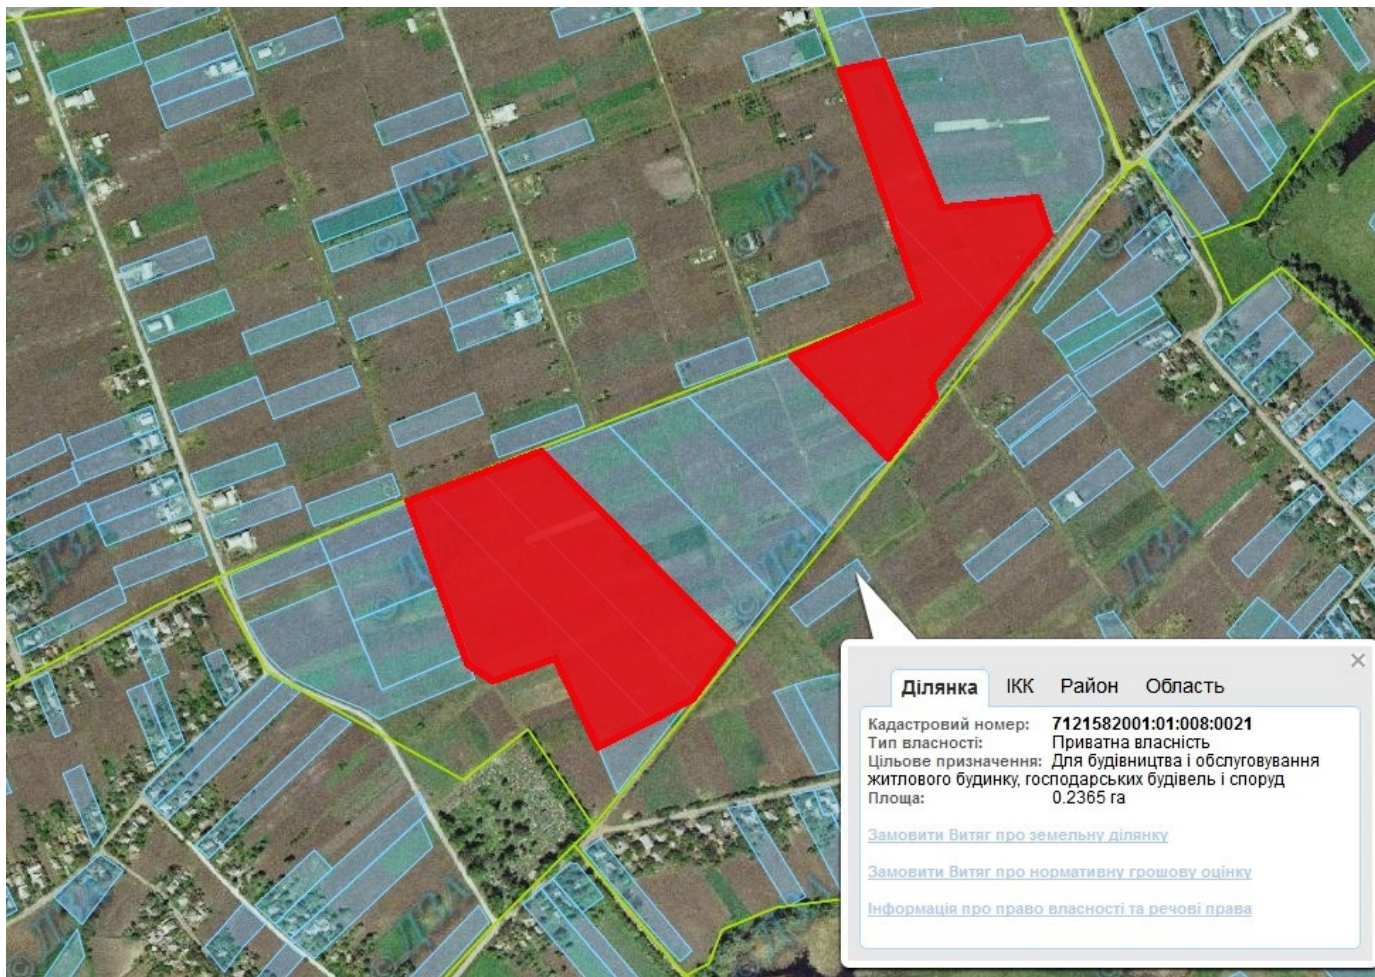 © ДЗА
Ділянка ІКК Район Область
Кадастровий номер: 7121582001:01:008:0021
Тип власності: Приватна власність
Цільове призначення: Для будівництва і обслуговування
житлового будинку, господарських будівель і споруд
Площа: 0.2365 га
Замовити Витяг про земельну ділянку
Замовити Витяг про нормативну грошову оцінку
Інформація про право власності та речові права